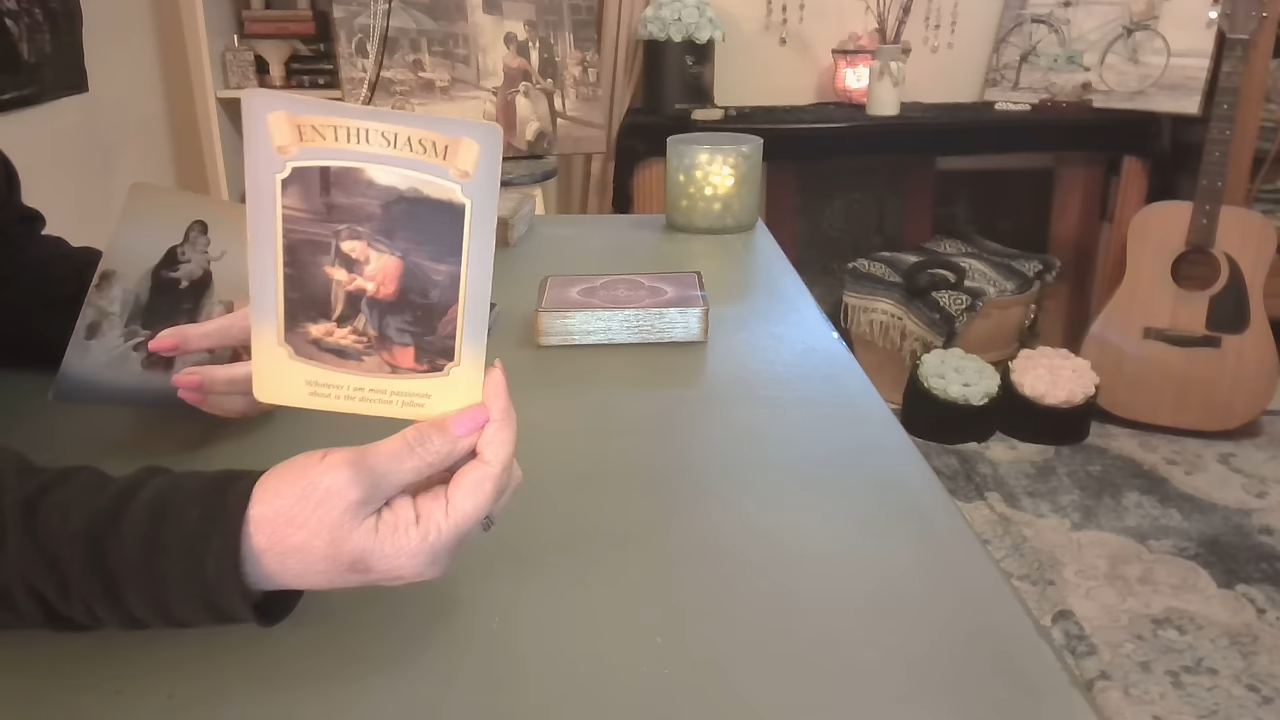 ENTHUSIASM
Whatever I am most passionate
about is the direction I follow.